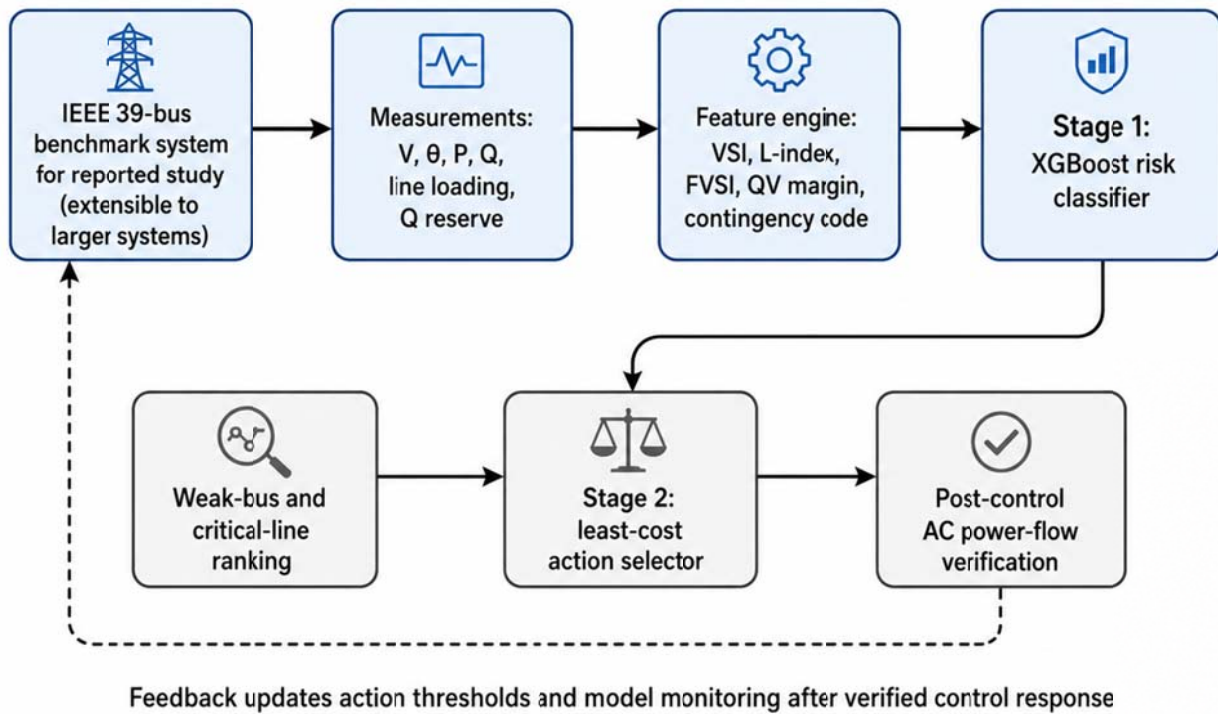 IEEE 39-bus
benchmark system
for reported study
(extensible to
larger systems)
Measurements:
V, θ, P, Q,
line loading,
Q reserve
Feature engine:
VSI, L-index,
FVSI, QV margin,
contingency code
Stage 1:
XGBoost risk
classifier
Weak-bus and
critical-line
ranking
Stage 2:
least-cost
action selector
Post-control
AC power-flow
verification
Feedback updates action thresholds and model monitoring after verified control response